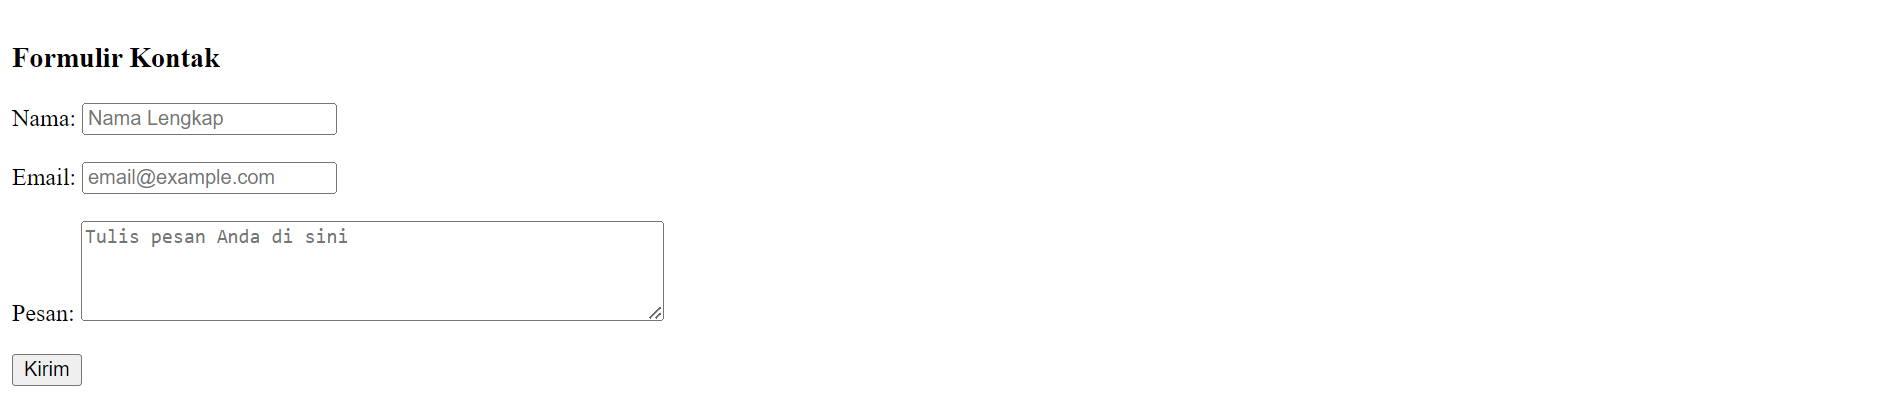 Formulir Kontak
Nama: Nama Lengkap
Email: email@example.com
Tulis pesan Anda di sini
Pesan:
Kirim